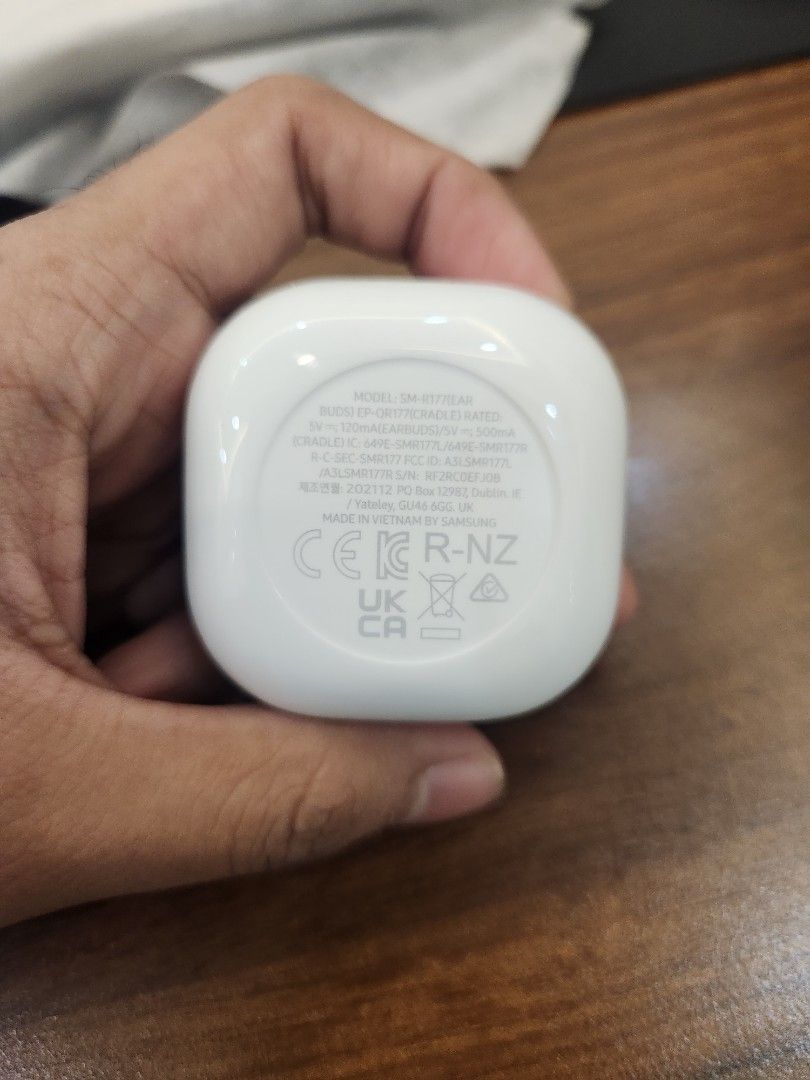 MODEL: SM-R177(EAR
BUDS) EP-QR177(CRADLE) RATED:
5V ⎓; 120mA(EARBUDS)/5V ⎓; 500mA
(CRADLE) IC: 649E-SMR177L/649E-SMR177R
R-C-SEC-SMR177 FCC ID: A3LSMR177L
/A3LSMR177R S/N: RF2RC0EFJ0B
제조연월: 202112 PO Box 12987, Dublin. IE
/ Yateley, GU46 6GG. UK
MADE IN VIETNAM BY SAMSUNG
CE KC R-NZ
UK
CA